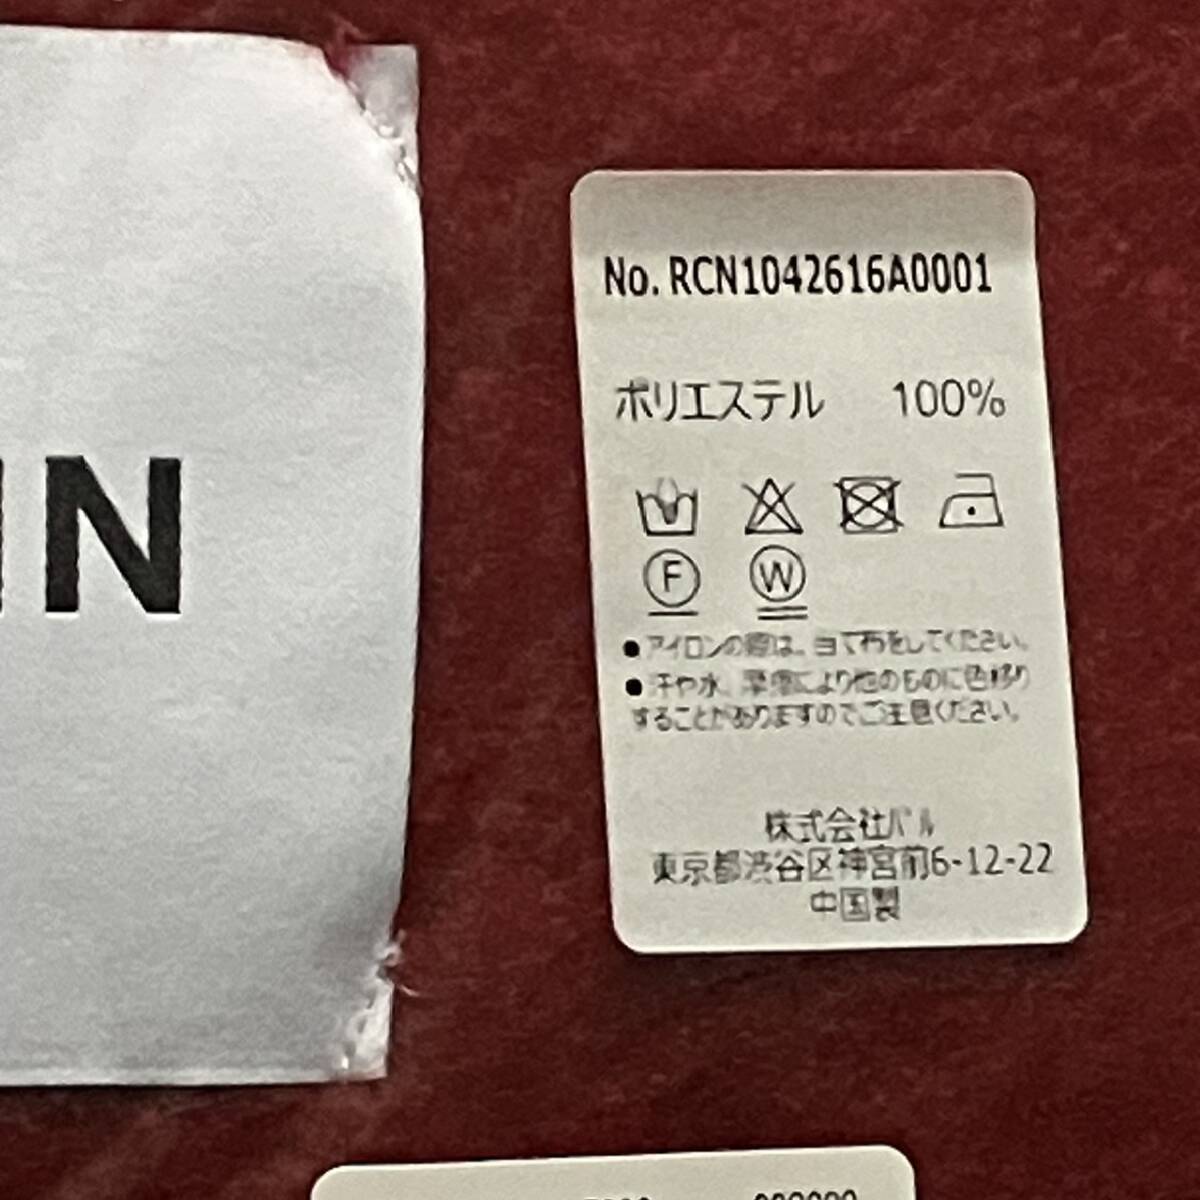 IN
No. RCN1042616A0001
ポリエステル 100%
F W
●アイロンの際は、当て布をしてください。
●汗や水、摩擦により他のものに色移り
することがありますのでご注意ください。
株式会社パル
東京都渋谷区神宮前6-12-22
中国製